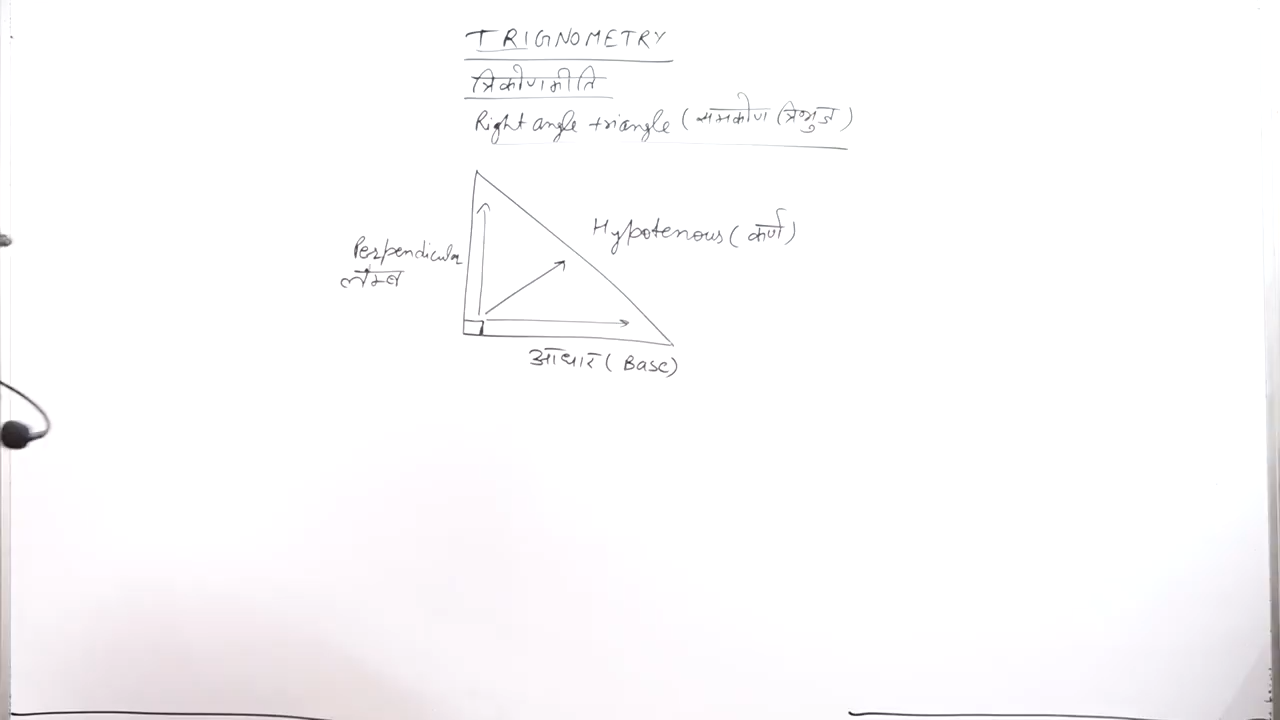 TRIGNOMETRY
त्रिकोणमीति
Right angle triangle (समकोण त्रिभुज)
Hypotenous (कर्ण)
Perpendicular
लम्ब
आधार (Base)